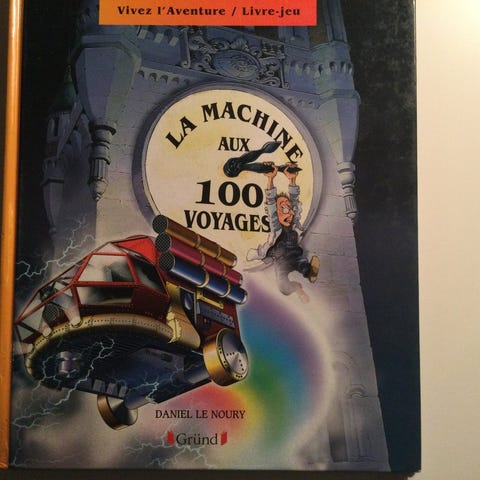 Vivez l'Aventure / Livre-jeu
LA MACHINE
AUX
100
VOYAGES
DANIEL LE NOURY
Gründ